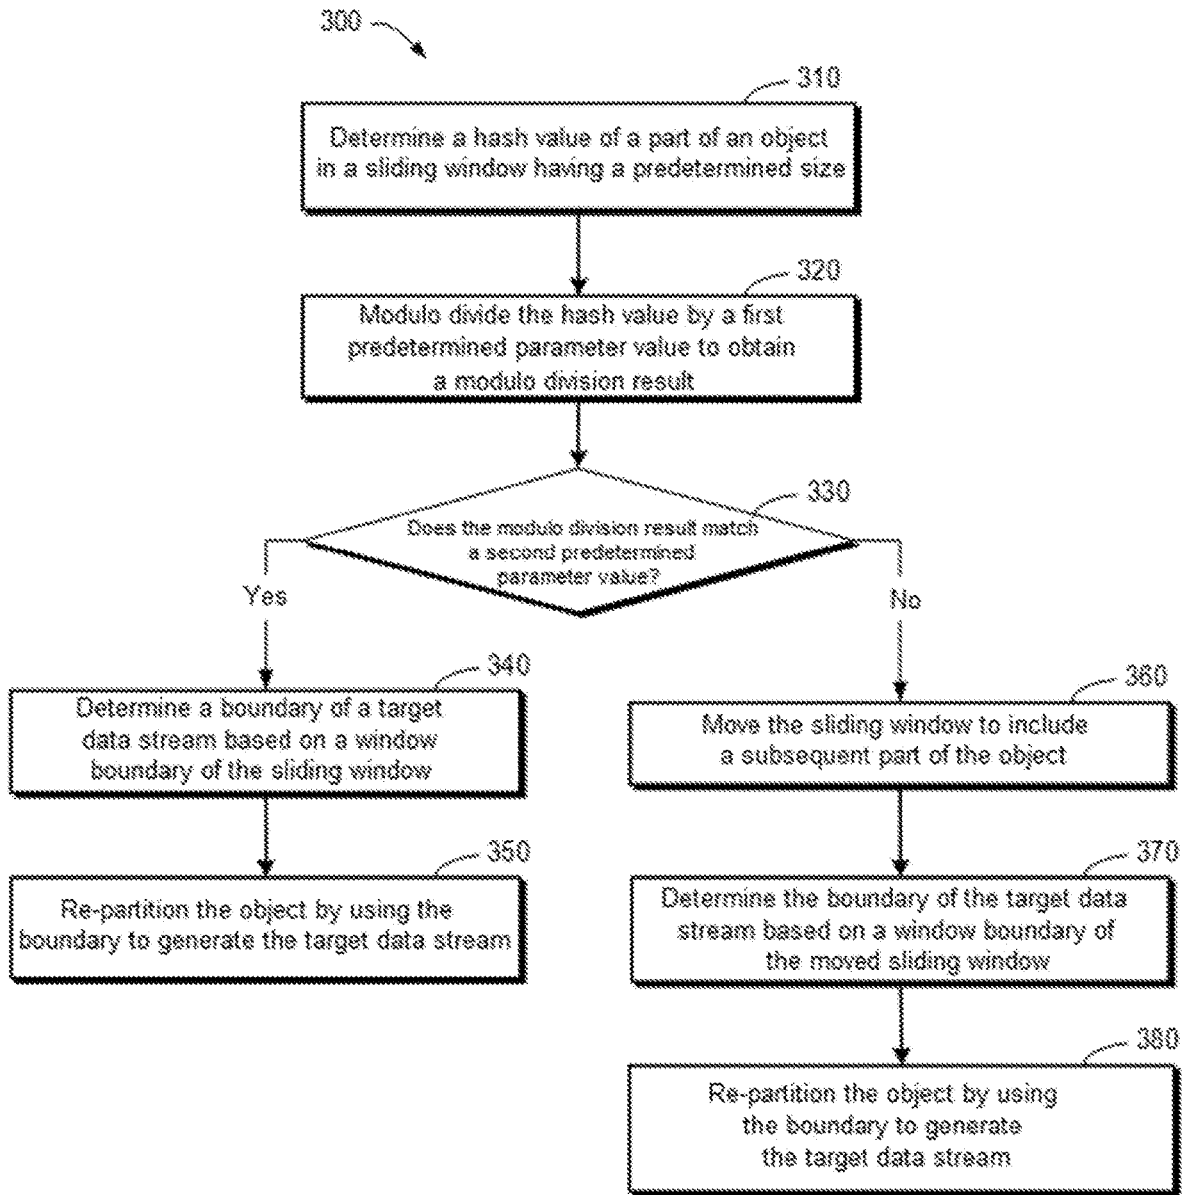 300
310
Determine a hash value of a part of an object
in a sliding window having a predetermined size
320
Modulo divide the hash value by a first
predetermined parameter value to obtain
a modulo division result
330
Does the modulo division result match
a second predetermined
parameter value?
Yes
No
340
Determine a boundary of a target
data stream based on a window
boundary of the sliding window
350
Re-partition the object by using the
boundary to generate the target data stream
360
Move the sliding window to include
a subsequent part of the object
370
Determine the boundary of the target data
stream based on a window boundary of
the moved sliding window
380
Re-partition the object by using
the boundary to generate
the target data stream